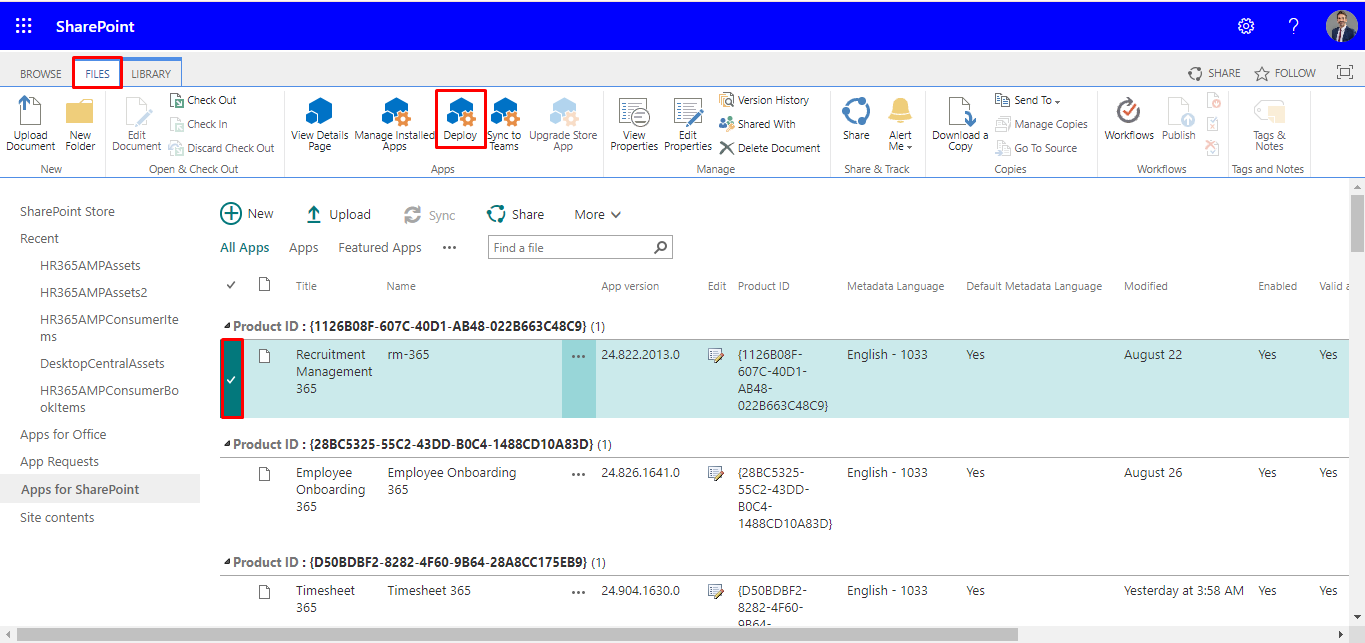 SharePoint
BROWSE FILES LIBRARY SHARE FOLLOW
Upload Document
New Folder
New
Edit Document
Check Out
Check In
Discard Check Out
Open & Check Out
View Details Page
Manage Installed Apps
Deploy
Sync to Teams
Upgrade Store App
Apps
View Properties
Edit Properties
Version History
Shared With
Delete Document
Manage
Share
Alert Me
Share & Track
Download a Copy
Send To
Manage Copies
Go To Source
Copies
Workflows
Publish
Workflows
Tags & Notes
Tags and Notes
SharePoint Store
Recent
HR365AMPAssets
HR365AMPAssets2
HR365AMPConsumerIte
ms
DesktopCentralAssets
HR365AMPConsumerBo
okItems
Apps for Office
App Requests
Apps for SharePoint
Site contents
New Upload Sync Share More
All Apps Apps Featured Apps ••• Find a file
Title Name App version Edit Product ID Metadata Language Default Metadata Language Modified Enabled Valid a
Product ID : {1126B08F-607C-40D1-AB48-022B663C48C9} (1)
Recruitment rm-365 ••• 24.822.2013.0 {1126B08F- English - 1033 Yes August 22 Yes Yes
Management 607C-40D1-
365 AB48-
022B663C48C9}
Product ID : {28BC5325-55C2-43DD-B0C4-1488CD10A83D} (1)
Employee Employee Onboarding ••• 24.826.1641.0 {28BC5325- English - 1033 Yes August 26 Yes Yes
Onboarding 365 55C2-43DD-
365 B0C4-
1488CD10A83D}
Product ID : {D50BDBF2-8282-4F60-9B64-28A8CC175EB9} (1)
Timesheet Timesheet 365 ••• 24.904.1630.0 {D50BDBF2- English - 1033 Yes Yesterday at 3:58 AM Yes Yes
365 8282-4F60-
9B64-